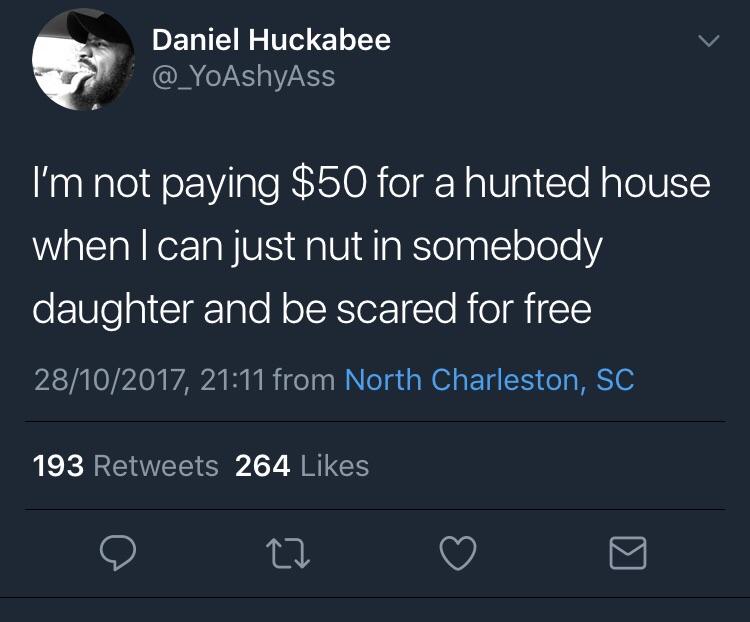 Daniel Huckabee
@_YoAshyAss
I'm not paying $50 for a hunted house
when I can just nut in somebody
daughter and be scared for free
28/10/2017, 21:11 from North Charleston, SC
193 Retweets 264 Likes